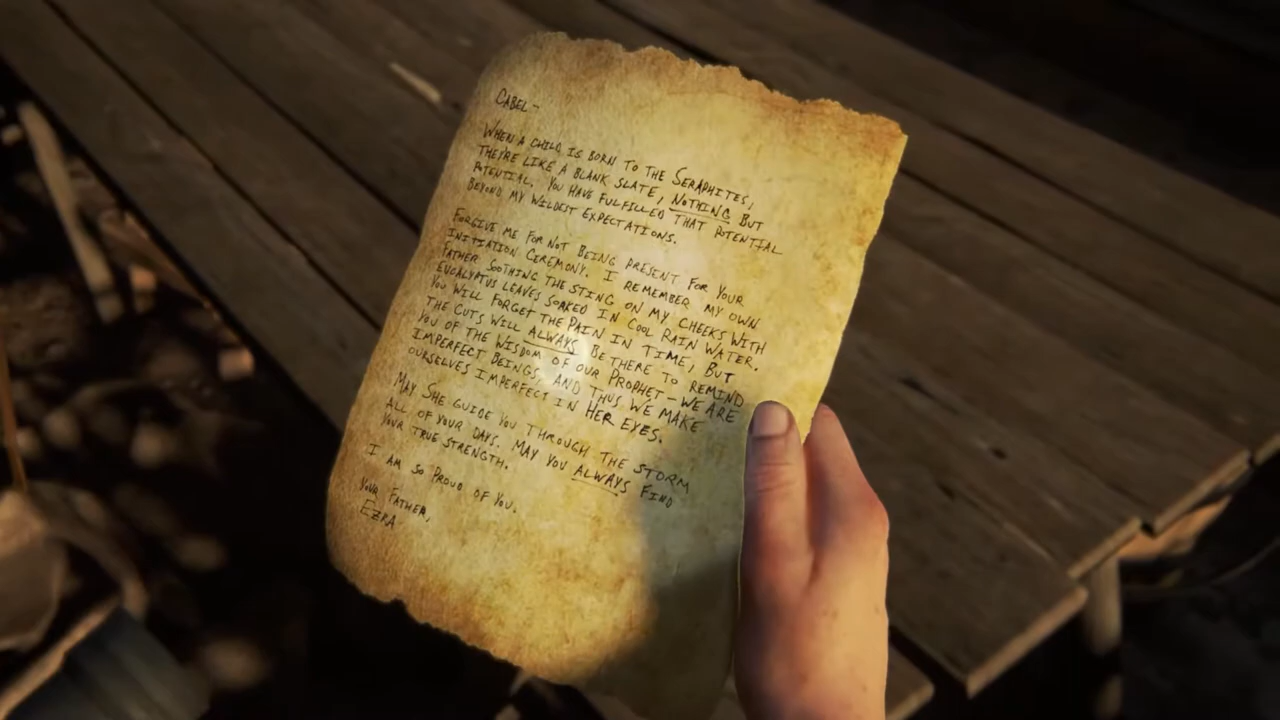 CABEL-
WHEN A CHILD IS BORN TO THE SERAPHITES,
THEY'RE LIKE A BLANK SLATE, NOTHING BUT
POTENTIAL. YOU HAVE FULFILLED THAT POTENTIAL
BEYOND MY WILDEST EXPECTATIONS.
FORGIVE ME FOR NOT BEING PRESENT FOR YOUR
INITIATION CEREMONY. I REMEMBER MY OWN
FATHER SOOTHING THE STING ON MY CHEEKS WITH
EUCALYPTUS LEAVES SOAKED IN COOL RAIN WATER.
YOU WILL FORGET THE PAIN IN TIME, BUT
THE CUTS WILL ALWAYS BE THERE TO REMIND
YOU OF THE WISDOM OF OUR PROPHET - WE ARE
IMPERFECT BEINGS, AND THUS WE MAKE
OURSELVES IMPERFECT IN HER EYES.
MAY SHE GUIDE YOU THROUGH THE STORM
ALL OF YOUR DAYS. MAY YOU ALWAYS FIND
YOUR TRUE STRENGTH.
I AM SO PROUD OF YOU.
YOUR FATHER,
EZRA